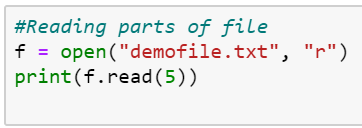 #Reading parts of file
f = open("demofile.txt", "r")
print(f.read(5))